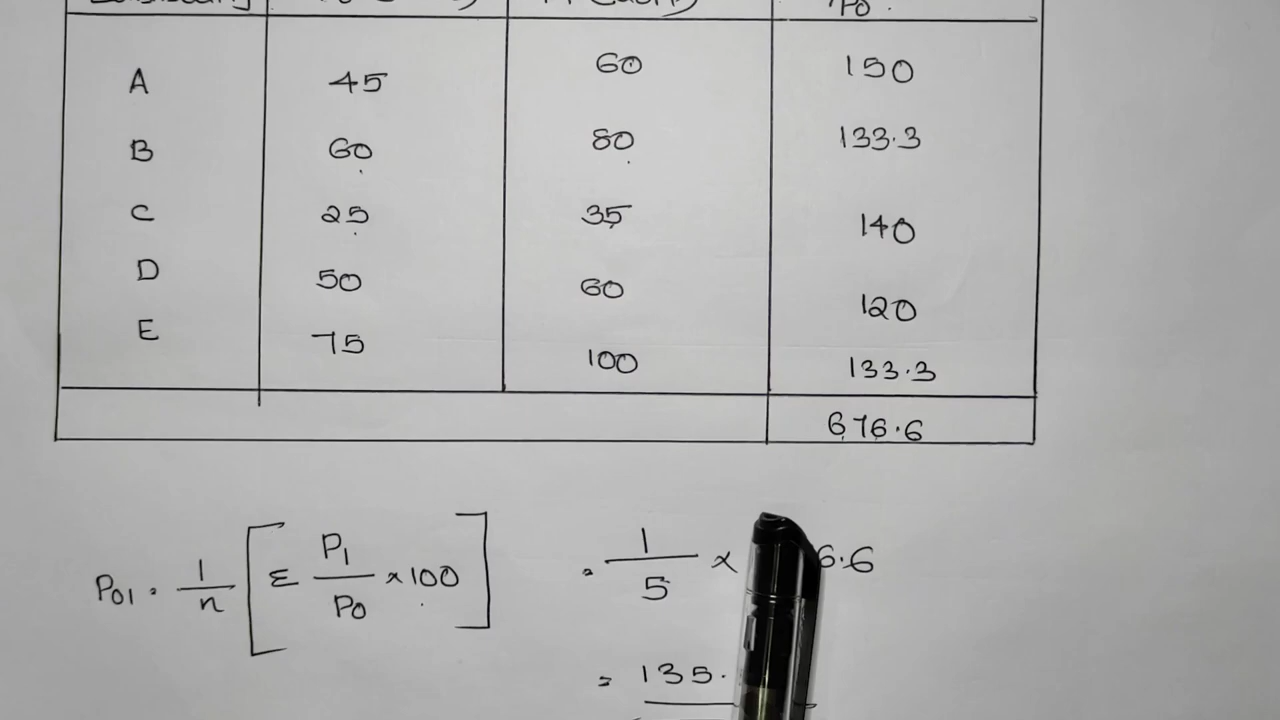 A 45 60 150
B 60 80 133.3
C 25 35 140
D 50 60 120
E 75 100 133.3
676.6
P01 = 1/n [ Σ P1/P0 × 100 ] = 1/5 × 6.6
= 135.